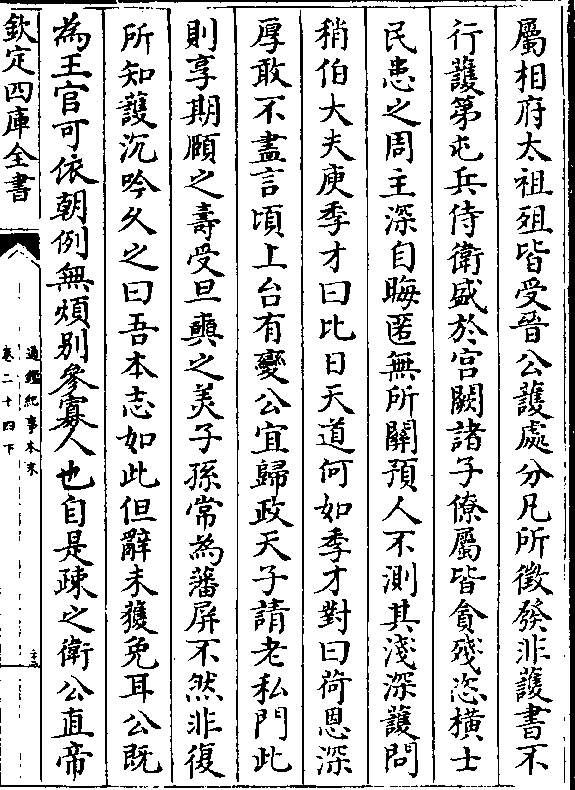 屬相府太祖殂皆受晉公護處分凡所徵發非護書不
行護第屯兵侍衛盛於宮闕諸子僚屬皆貪殘恣橫士
民患之周主深自晦匿無所關預人不測其淺深護問
稍伯大夫庾季才曰比日天道何如季才對曰荷恩深
厚敢不盡言頃上台有變公宜歸政天子請老私門此
則享期頤之壽受旦奭之美子孫常為藩屏不然非復
所知護沉吟久之曰吾本志如此但辭未獲免耳公既
為王官可依朝例無煩別參寡人也自是疎之衛公直帝
欽定四庫全書
通鑑紀事本末
卷二十四下